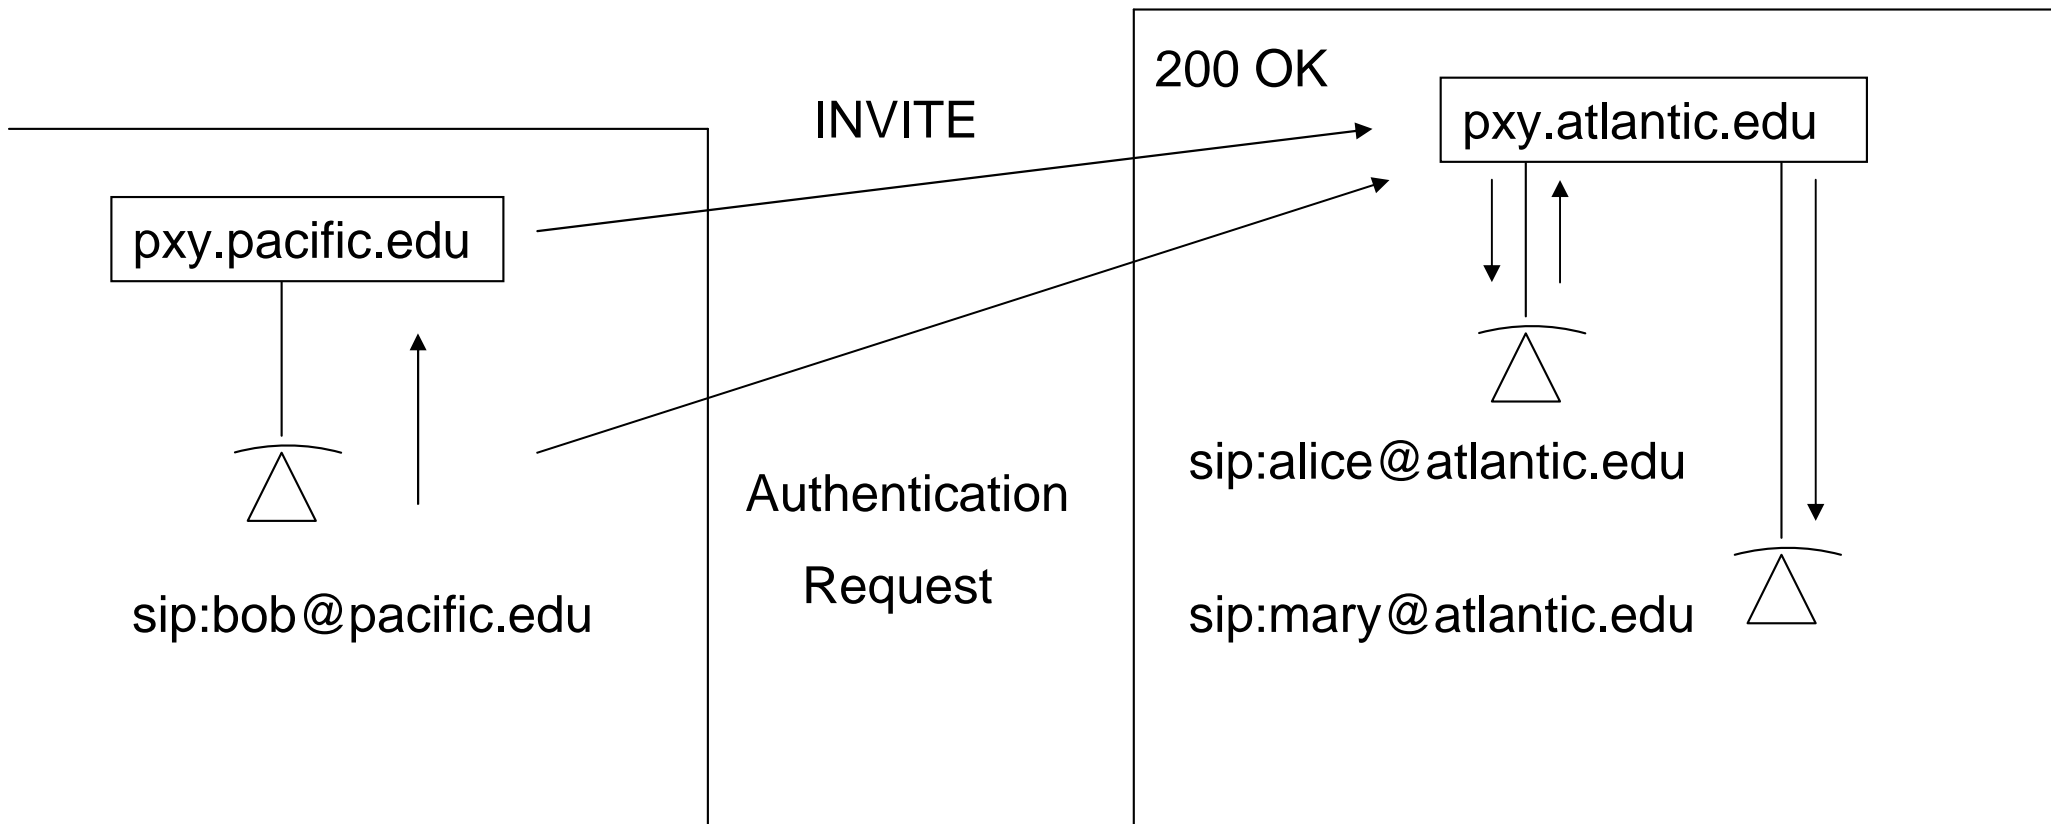 200 OK
INVITE
pxy.atlantic.edu
pxy.pacific.edu
sip:alice@atlantic.edu
Authentication
Request
sip:bob@pacific.edu
sip:mary@atlantic.edu